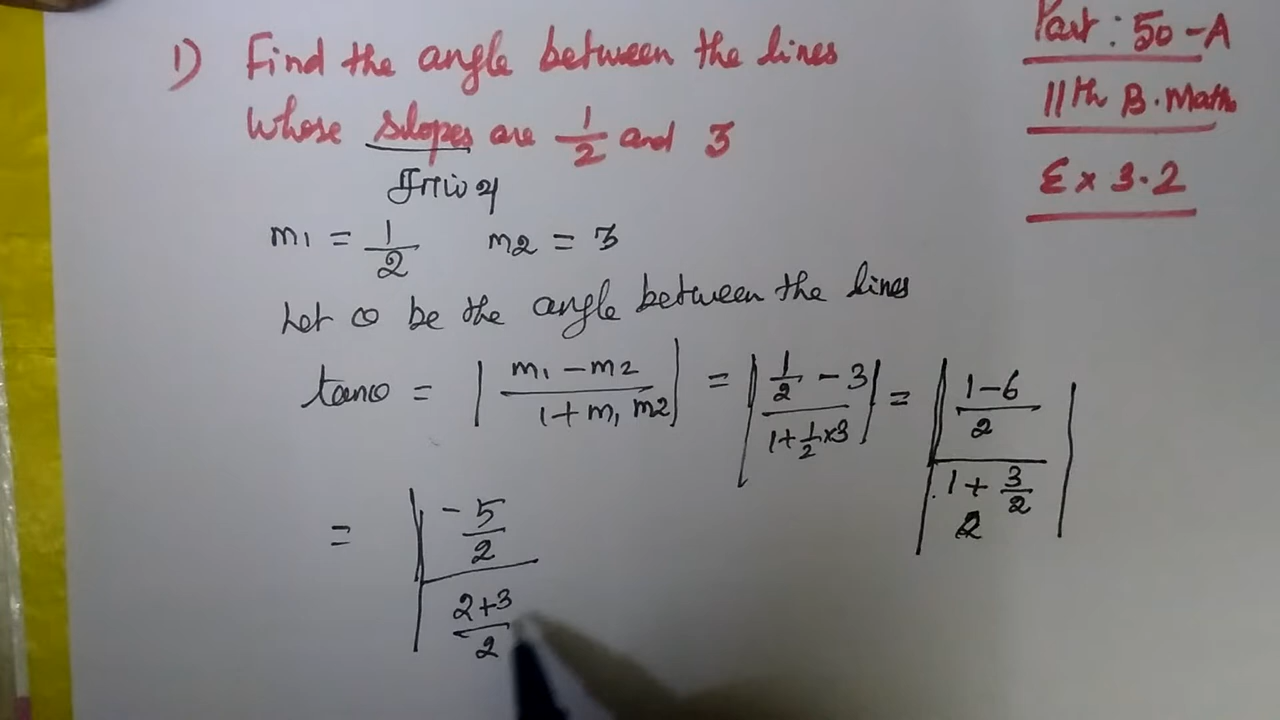 1) Find the angle between the lines
Whose slopes are 1/2 and 3
சாய்வு
m1 = 1/2 m2 = 3
Let θ be the angle between the lines
tanθ = | (m1 - m2) / (1 + m1 m2) | = | (1/2 - 3) / (1 + 1/2 × 3) | = | ((1 - 6)/2) / (1 + 3/2) |
2
= | (-5/2) / ((2+3)/2)
Part : 50 - A
11th B. Maths
Ex 3.2